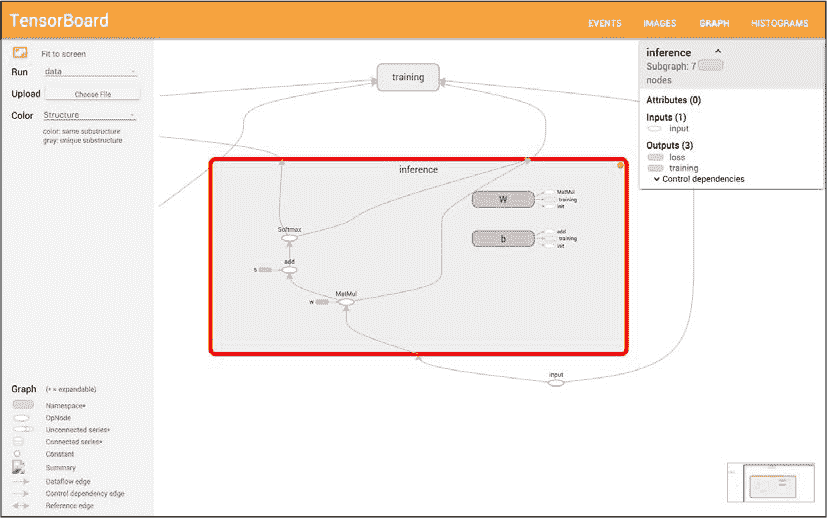 TensorBoard
EVENTS IMAGES GRAPH HISTOGRAMS
Fit to screen
Run data
Upload Choose File
Color Structure
color: same substructure
gray: unique substructure
training
inference
Subgraph: 7
nodes
Attributes (0)
Inputs (1)
input
Outputs (3)
loss
training
Control dependencies
inference
W
MatMul
training
init
b
add
training
init
Softmax
add
b
MatMul
W
input
Graph (* = expandable)
Namespace*
OpNode
Unconnected series*
Connected series*
Constant
Summary
Dataflow edge
Control dependency edge
Reference edge